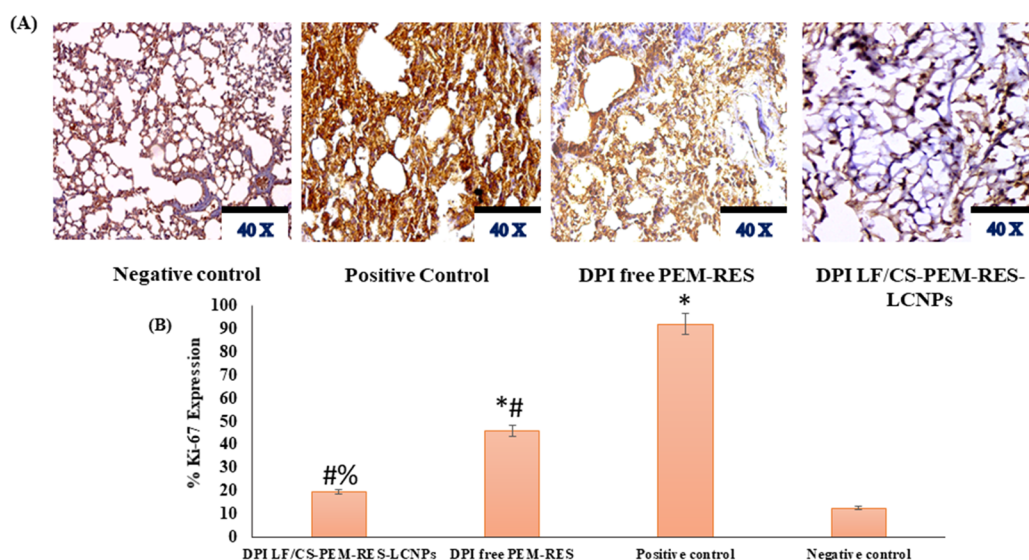 (A)
40 X
40 X
40 X
40 X
Negative control
Positive Control
DPI free PEM-RES
DPI LF/CS-PEM-RES-
LCNPs
(B)
% Ki-67 Expression
100
90
80
70
60
50
40
30
20
10
0
#%
*#
*
DPI LF/CS-PEM-RES-LCNPs
DPI free PEM-RES
Positive control
Negative control